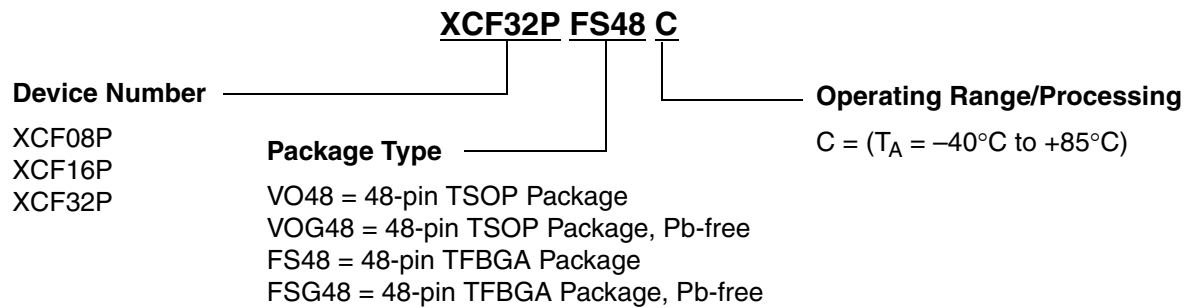 XCF32P FS48 C
Device Number
XCF08P
XCF16P
XCF32P
Package Type
VO48 = 48-pin TSOP Package
VOG48 = 48-pin TSOP Package, Pb-free
FS48 = 48-pin TFBGA Package
FSG48 = 48-pin TFBGA Package, Pb-free
Operating Range/Processing
C = (TA = –40°C to +85°C)